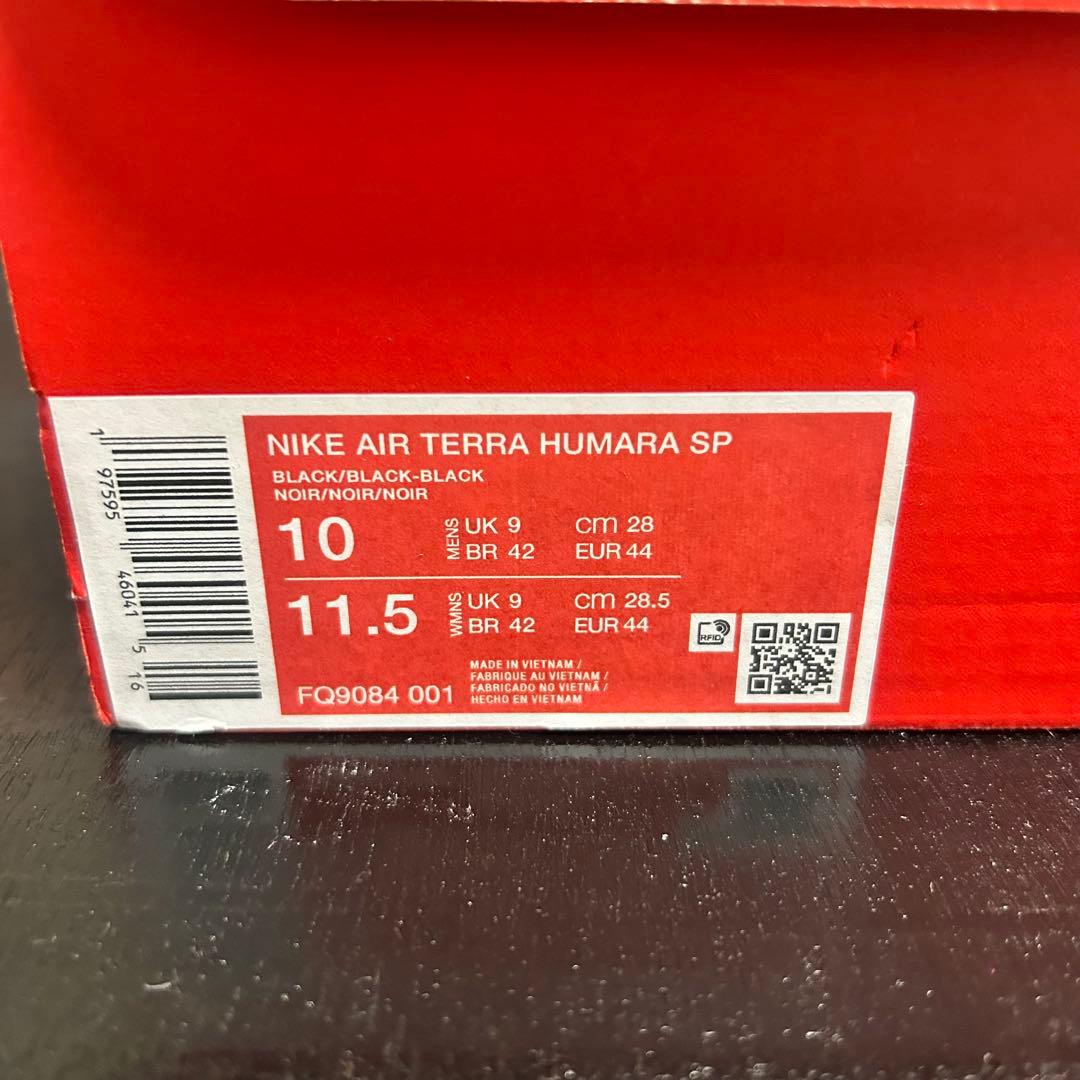 NIKE AIR TERRA HUMARA SP
BLACK/BLACK-BLACK
NOIR/NOIR/NOIR
10 MENS UK 9 cm 28
BR 42 EUR 44
11.5 WMNS UK 9 cm 28.5
BR 42 EUR 44
RFID
FQ9084 001
MADE IN VIETNAM /
FABRIQUE AU VIETNAM /
FABRICADO NO VIETNÃ /
HECHO EN VIETNAM
1 97595 46041 5 16